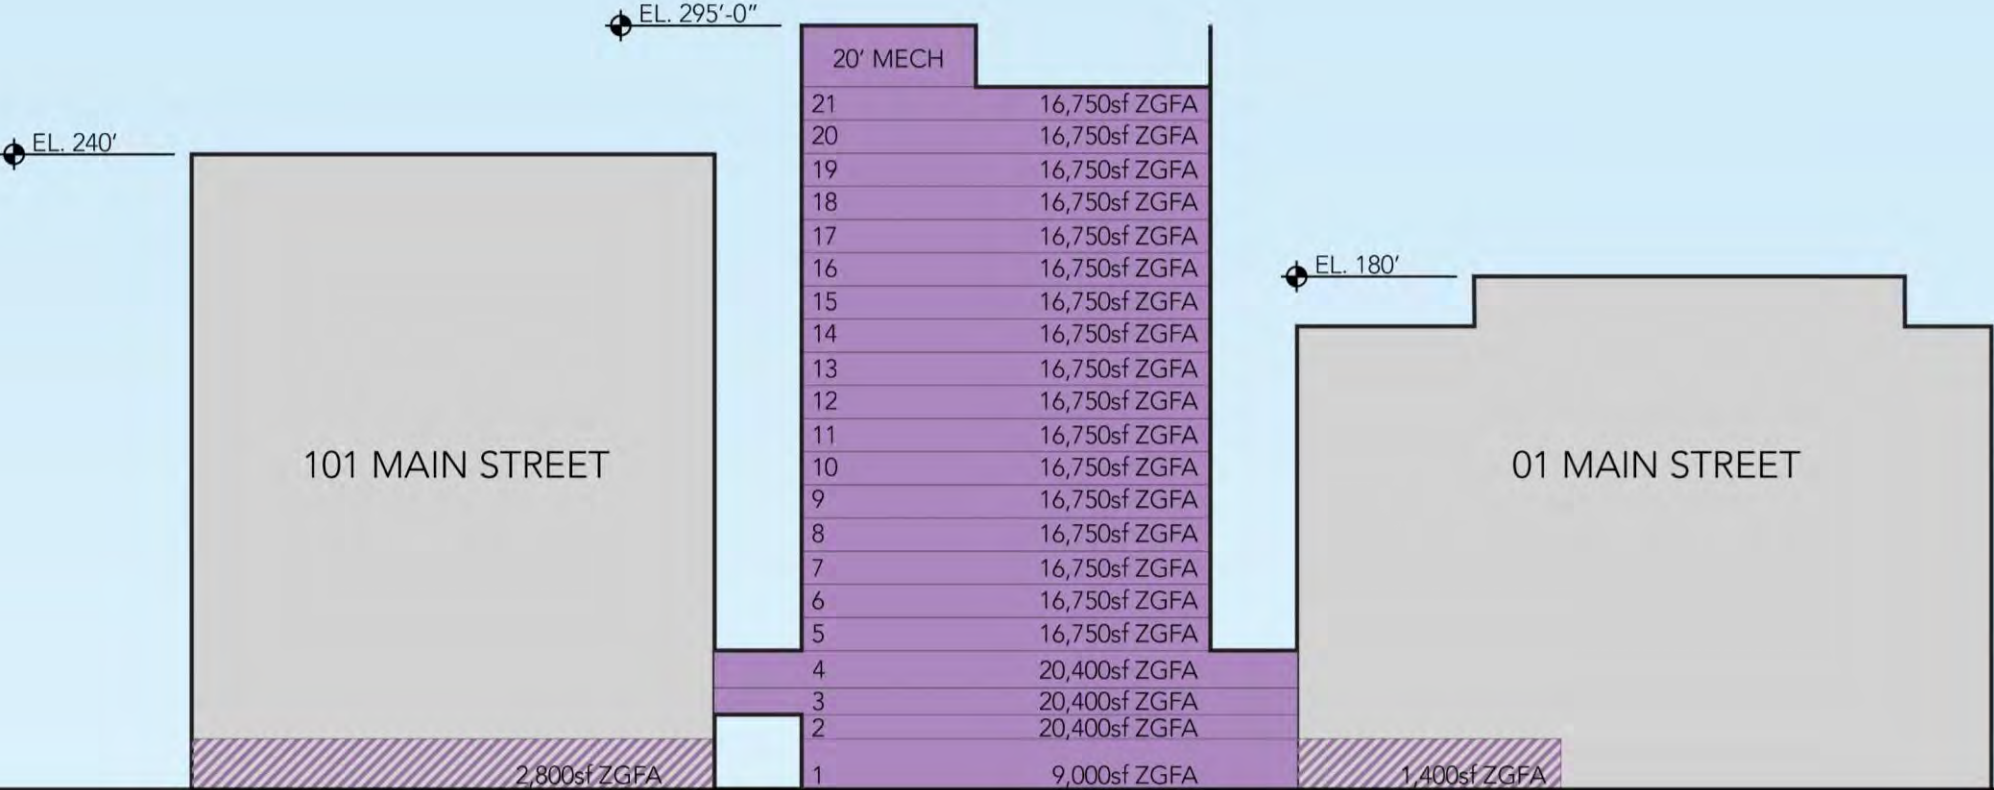 EL. 295'-0"
20' MECH
EL. 240'
21 16,750sf ZGFA
20 16,750sf ZGFA
19 16,750sf ZGFA
18 16,750sf ZGFA
17 16,750sf ZGFA
16 16,750sf ZGFA
EL. 180'
15 16,750sf ZGFA
14 16,750sf ZGFA
13 16,750sf ZGFA
12 16,750sf ZGFA
11 16,750sf ZGFA
101 MAIN STREET
10 16,750sf ZGFA
01 MAIN STREET
9 16,750sf ZGFA
8 16,750sf ZGFA
7 16,750sf ZGFA
6 16,750sf ZGFA
5 16,750sf ZGFA
4 20,400sf ZGFA
3 20,400sf ZGFA
2 20,400sf ZGFA
2,800sf ZGFA
1 9,000sf ZGFA
1,400sf ZGFA